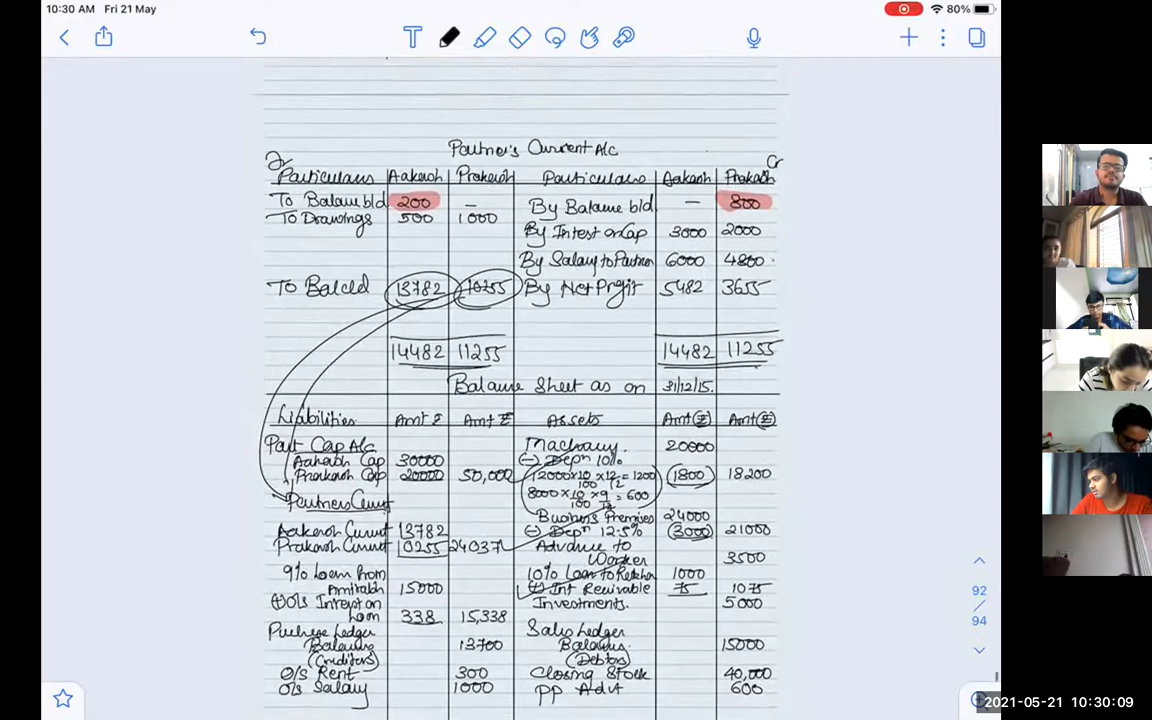 10:30 AM Fri 21 May 80%
Partner's Current A/c
Dr Cr
Particulars Aakash Prakash Particulars Aakash Prakash
To Balance b/d 200 — By Balance b/d. — 800
To Drawings 500 1000
By Intest on Cap 3000 2000
By Salary to Partner 6000 4800
To Bal c/d 13782 10255 By Net Profit 5482 3655
14482 11255 14482 11255
Balance Sheet as on 31/12/15.
Liabilities Amt ₹ Amt ₹ Assets Amt (₹) Amt (₹)
Part Cap A/c Machinary 20000
Aakash Cap 30000 (-) Depn 10%
Prakash Cap 20000 50,000 12000×10/100×12/12 = 1200 (1800) 18200
8000×10/100×9/12 = 600
Partners Current Business Premises 24000
Aakash Current 13782 (-) Depn 12.5% (3000) 21000
Prakash Current 10255 24037 Advance to
Worker 3500
9% Loan from 10% Loan to 1000
Amitabh 15000 (+) Int Receivable 75 1075
(+) O/s Interest on Investments. 5000
Loan 338 15,338
Puchase Ledger Sales Ledger
Balances 13700 Balances. 15000
(Creditors) (Debtors)
O/s Rent 300 Closing Stock 40,000
O/s Salary 1000 PP Advt 600
92
/
94
2021-05-21 10:30:09